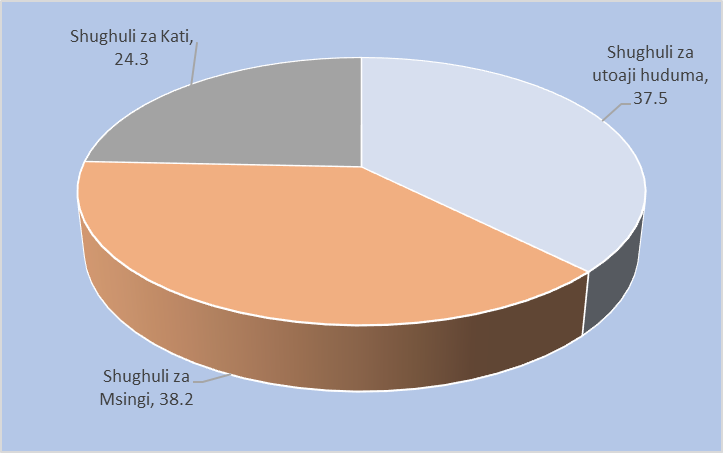 Shughuli za Kati,
24.3
Shughuli za
utoaji huduma,
37.5
Shughuli za
Msingi, 38.2